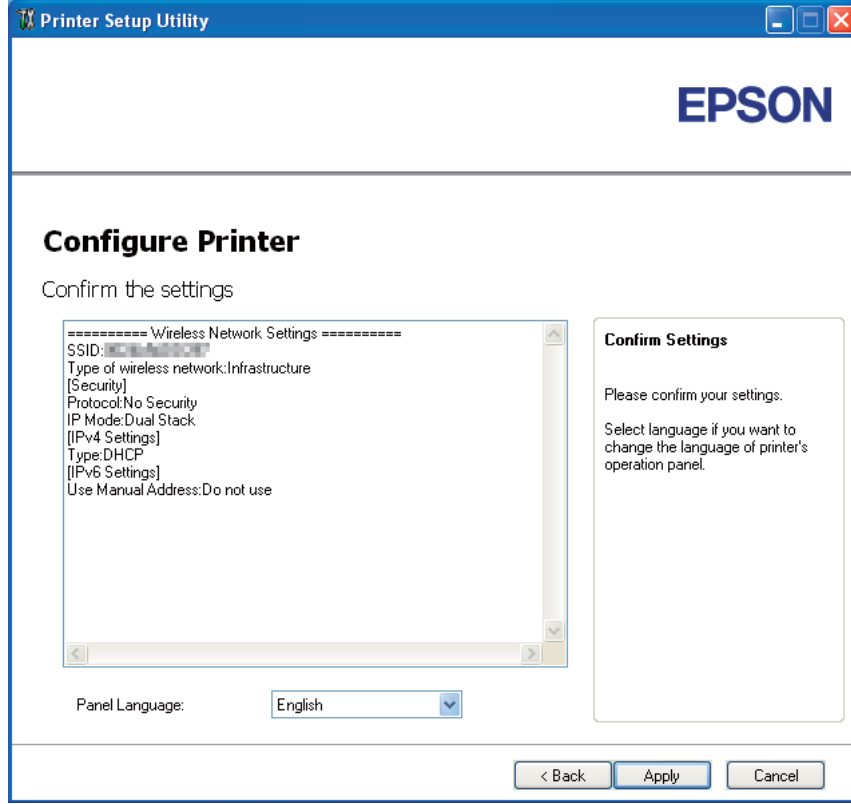 Printer Setup Utility
EPSON
Configure Printer
Confirm the settings
========== Wireless Network Settings ==========
SSID:
Type of wireless network:Infrastructure
[Security]
Protocol:No Security
IP Mode:Dual Stack
[IPv4 Settings]
Type:DHCP
[IPv6 Settings]
Use Manual Address:Do not use
Confirm Settings
Please confirm your settings.
Select language if you want to
change the language of printer's
operation panel.
Panel Language:
English
< Back
Apply
Cancel